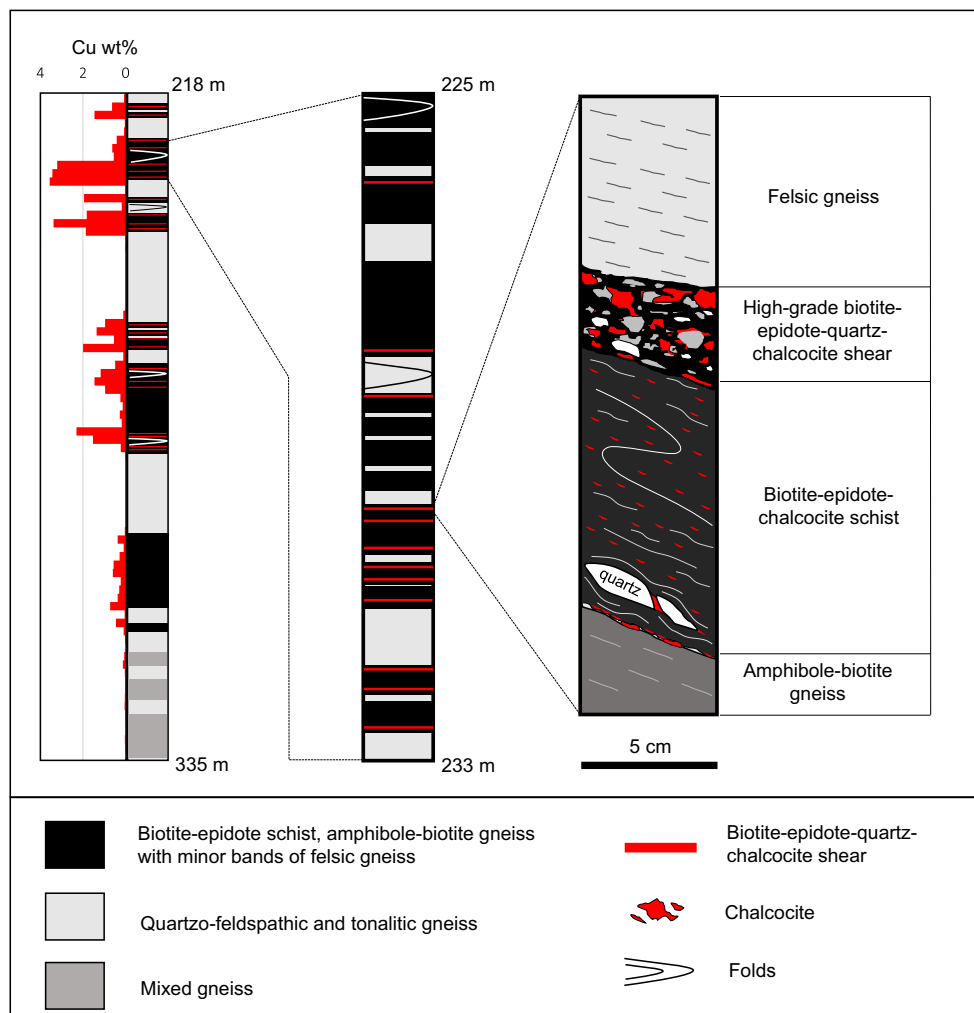 Cu wt%
4 2 0
218 m
225 m
335 m
233 m
Felsic gneiss
High-grade biotite-
epidote-quartz-
chalcocite shear
Biotite-epidote-
chalcocite schist
quartz
Amphibole-biotite
gneiss
5 cm
Biotite-epidote schist, amphibole-biotite gneiss
with minor bands of felsic gneiss
Quartzo-feldspathic and tonalitic gneiss
Mixed gneiss
Biotite-epidote-quartz-
chalcocite shear
Chalcocite
Folds